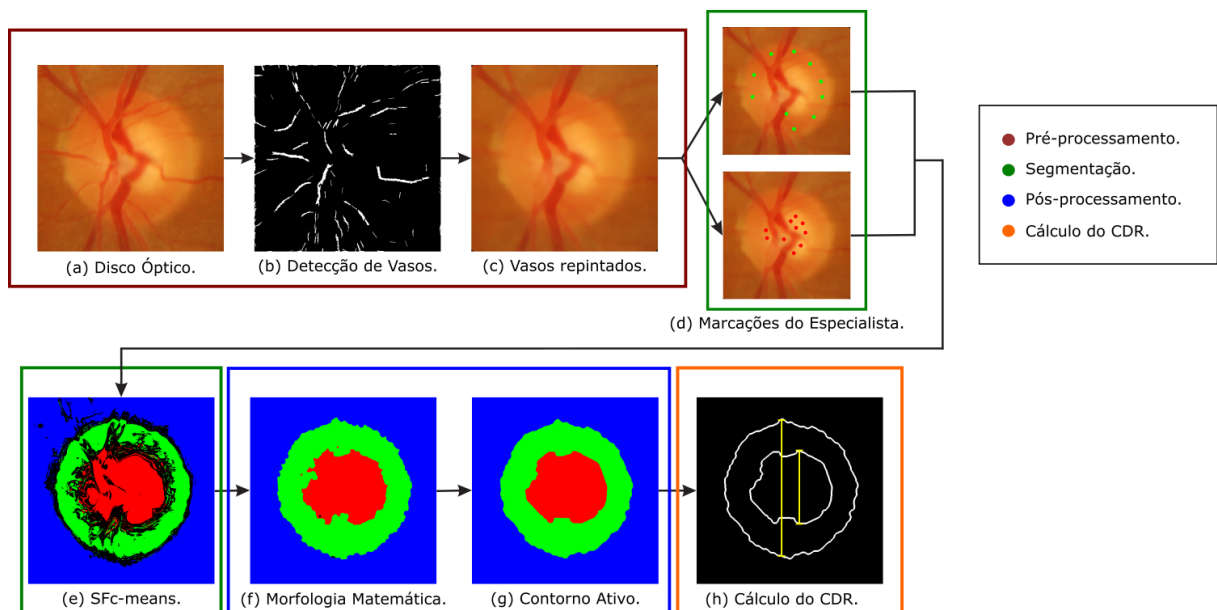 (a) Disco Óptico.
(b) Detecção de Vasos.
(c) Vasos repintados.
(d) Marcações do Especialista.
Pré-processamento.
Segmentação.
Pós-processamento.
Cálculo do CDR.
(e) SFc-means.
(f) Morfologia Matemática.
(g) Contorno Ativo.
(h) Cálculo do CDR.